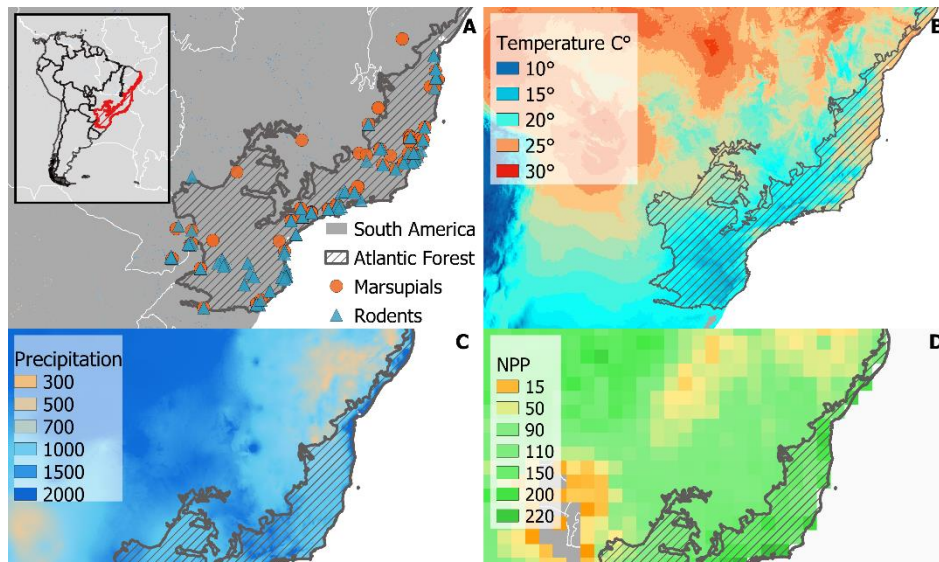 A
South America
Atlantic Forest
Marsupials
Rodents
B
Temperature C°
10°
15°
20°
25°
30°
C
Precipitation
300
500
700
1000
1500
2000
D
NPP
15
50
90
110
150
200
220